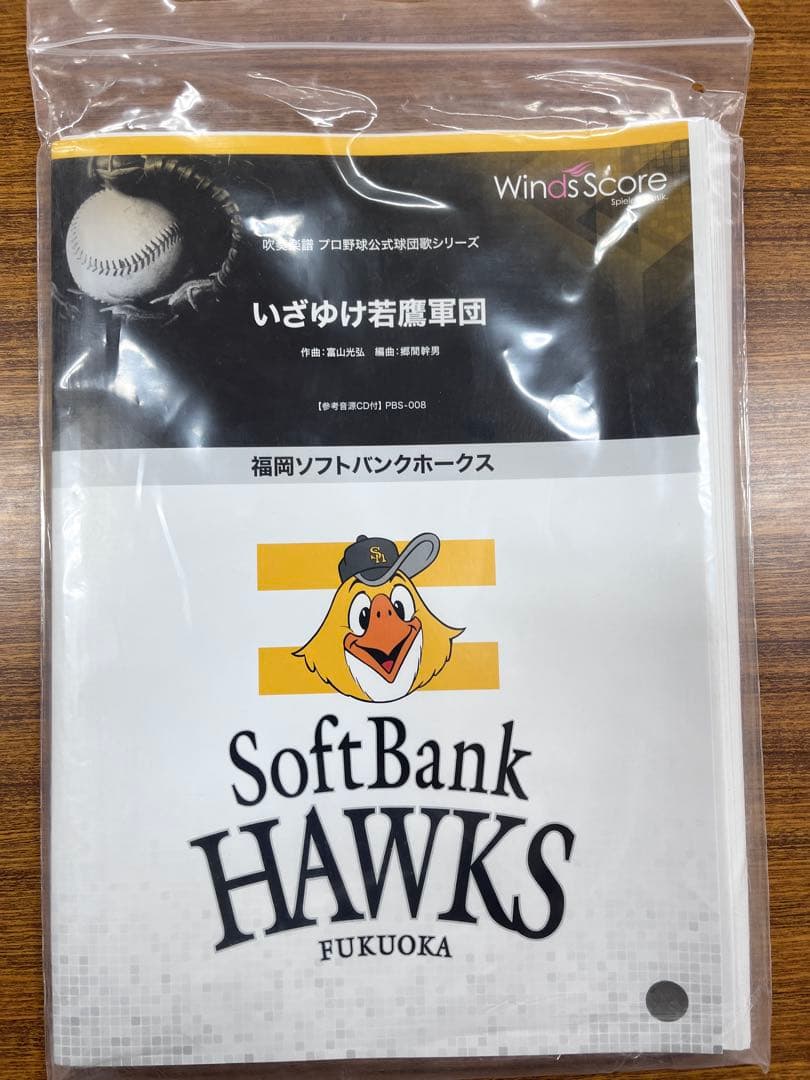 Winds Score
吹奏楽譜 プロ野球公式球団歌シリーズ
いざゆけ若鷹軍団
作曲：富山光弘 編曲：郷間幹男
【参考音源CD付】PBS-008
福岡ソフトバンクホークス
SH
SoftBank
HAWKS
FUKUOKA